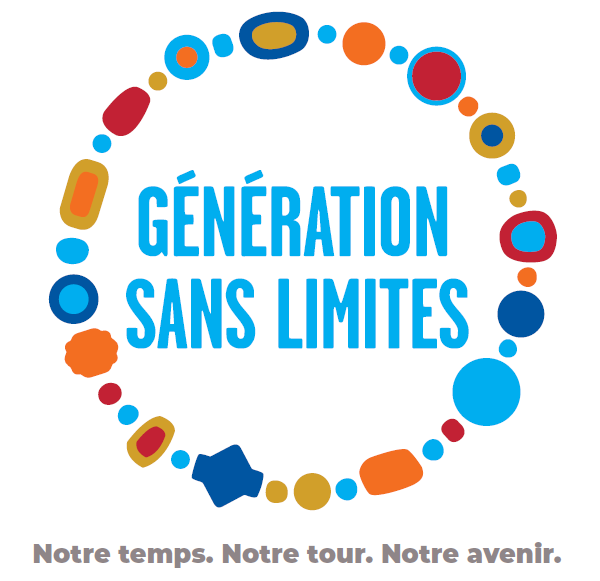 GÉNÉRATION
SANS LIMITES
Notre temps. Notre tour. Notre avenir.